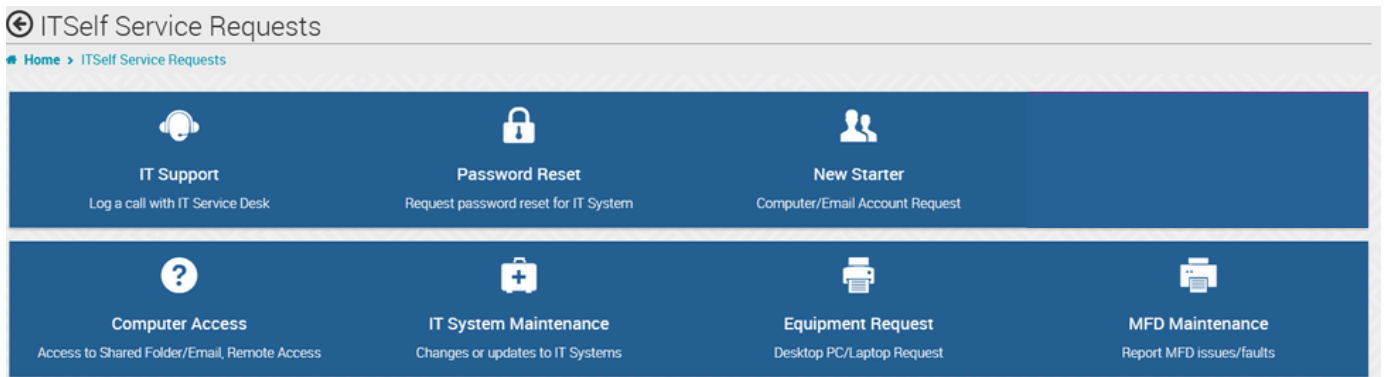 ITSelf Service Requests
Home > ITSelf Service Requests
IT Support
Log a call with IT Service Desk
Password Reset
Request password reset for IT System
New Starter
Computer/Email Account Request
Computer Access
Access to Shared Folder/Email, Remote Access
IT System Maintenance
Changes or updates to IT Systems
Equipment Request
Desktop PC/Laptop Request
MFD Maintenance
Report MFD issues/faults